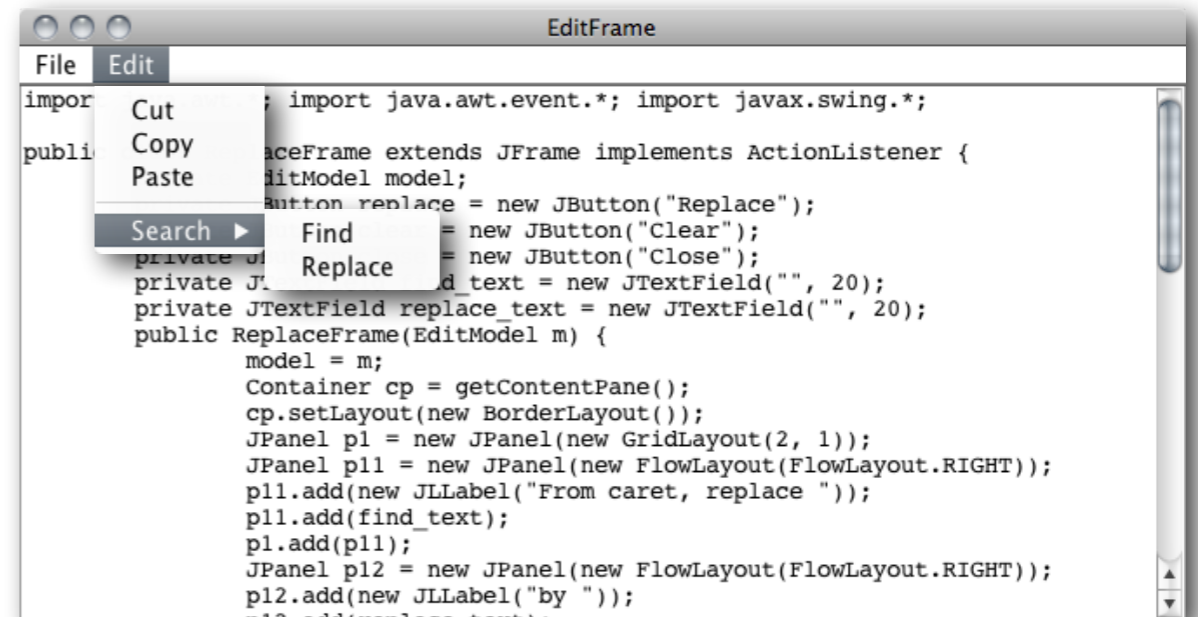 EditFrame
File Edit
impor ; import java.awt.event.*; import javax.swing.*;
Cut
Copy
Paste
Search ▶
Find
Replace
publi aceFrame extends JFrame implements ActionListener {
ditModel model;
Button replace = new JButton("Replace");
= new JButton("Clear");
private = new JButton("Close");
private d_text = new JTextField("", 20);
private JTextField replace_text = new JTextField("", 20);
public ReplaceFrame(EditModel m) {
model = m;
Container cp = getContentPane();
cp.setLayout(new BorderLayout());
JPanel p1 = new JPanel(new GridLayout(2, 1));
JPanel p11 = new JPanel(new FlowLayout(FlowLayout.RIGHT));
p11.add(new JLLabel("From caret, replace "));
p11.add(find_text);
p1.add(p11);
JPanel p12 = new JPanel(new FlowLayout(FlowLayout.RIGHT));
p12.add(new JLLabel("by "));